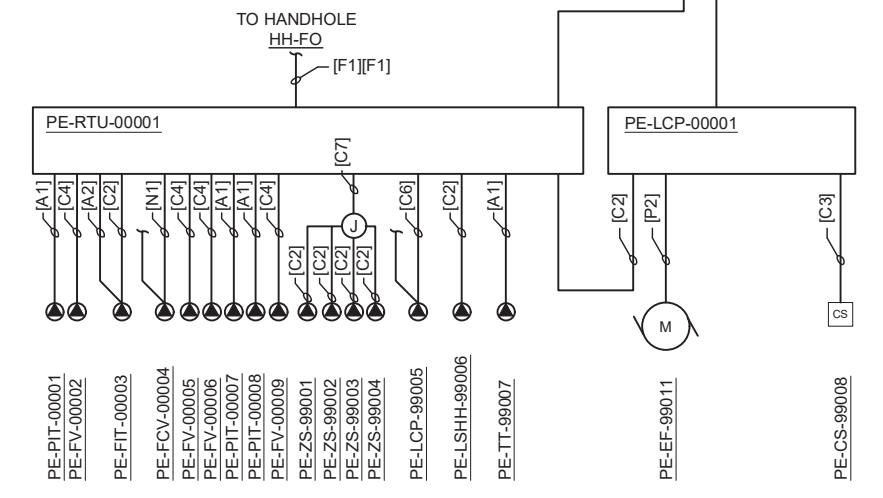 TO HANDHOLE
HH-FO
[F1][F1]
PE-RTU-00001
PE-LCP-00001
[C7]
[A1]
[C4]
[A2]
[C2]
[N1]
[C4]
[C4]
[A1]
[A1]
[C4]
[C6]
[C2]
[A1]
[C2]
[P2]
[C3]
J
[C2]
[C2]
[C2]
[C2]
M
CS
PE-PIT-00001
PE-FV-00002
PE-FIT-00003
PE-FCV-00004
PE-FV-00005
PE-FV-00006
PE-PIT-00007
PE-PIT-00008
PE-FV-00009
PE-ZS-99001
PE-ZS-99002
PE-ZS-99003
PE-ZS-99004
PE-LCP-99005
PE-LSHH-99006
PE-TT-99007
PE-EF-99011
PE-CS-99008